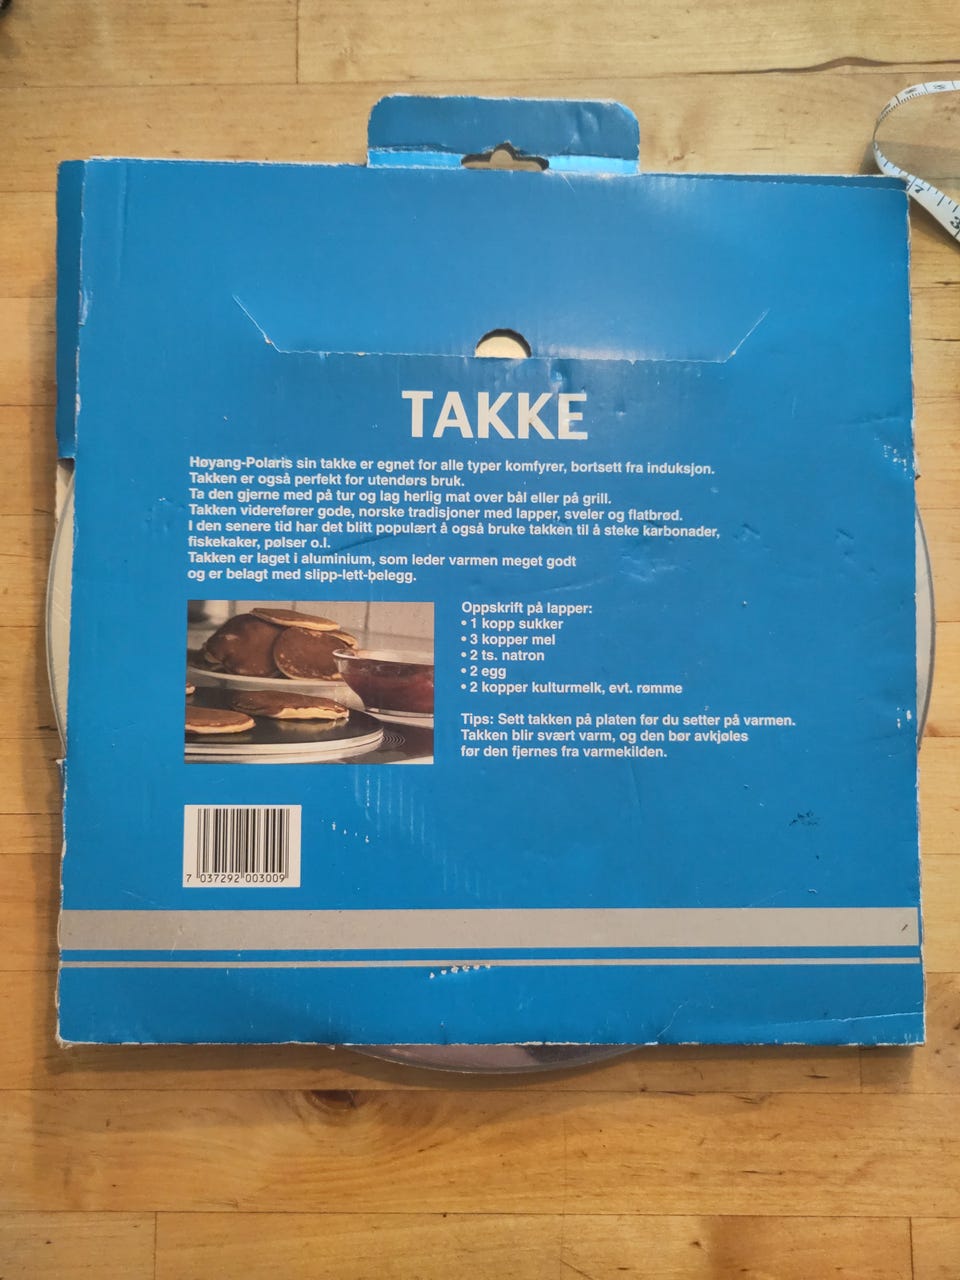 TAKKE
Høyang-Polaris sin takke er egnet for alle typer komfyrer, bortsett fra induksjon.
Takken er også perfekt for utendørs bruk.
Ta den gjerne med på tur og lag herlig mat over bål eller på grill.
Takken viderefører gode, norske tradisjoner med lapper, sveler og flatbrød.
I den senere tid har det blitt populært å også bruke takken til å steke karbonader,
fiskekaker, pølser o.l.
Takken er laget i aluminium, som leder varmen meget godt
og er belagt med slipp-lett-belegg.
Oppskrift på lapper:
• 1 kopp sukker
• 3 kopper mel
• 2 ts. natron
• 2 egg
• 2 kopper kulturmelk, evt. rømme
Tips: Sett takken på platen før du setter på varmen.
Takken blir svært varm, og den bør avkjøles
før den fjernes fra varmekilden.
7 037292 003009